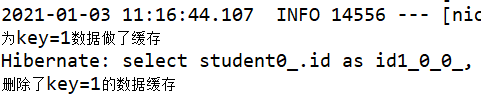 2021-01-03 11:16:44.107  INFO 14556 --- [nic
为key=1数据做了缓存
Hibernate: select student0_.id as id1_0_0_,
删除了key=1的数据缓存